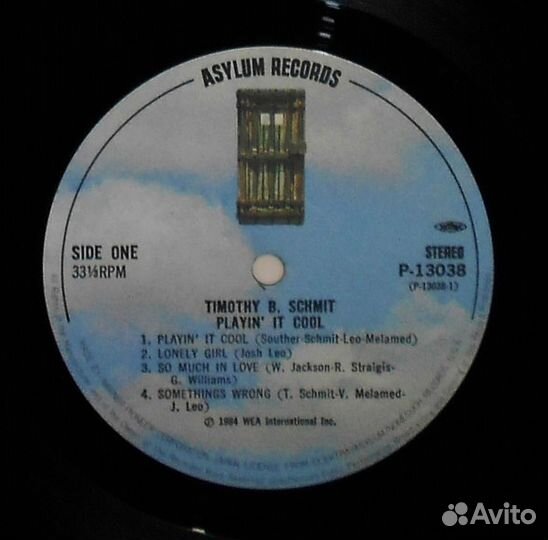 ASYLUM RECORDS
SIDE ONE
33⅓RPM
STEREO
P-13038
(P-13038-1)
TIMOTHY B. SCHMIT
PLAYIN' IT COOL
1. PLAYIN' IT COOL (Souther-Schmit-Leo-Melamed)
2. LONELY GIRL (Josh Leo)
3. SO MUCH IN LOVE (W. Jackson-R. Straigis-
G. Williams)
4. SOMETHINGS WRONG (T. Schmit-V. Melamed-
J. Leo)
Ⓟ 1984 WEA International Inc.
Avito